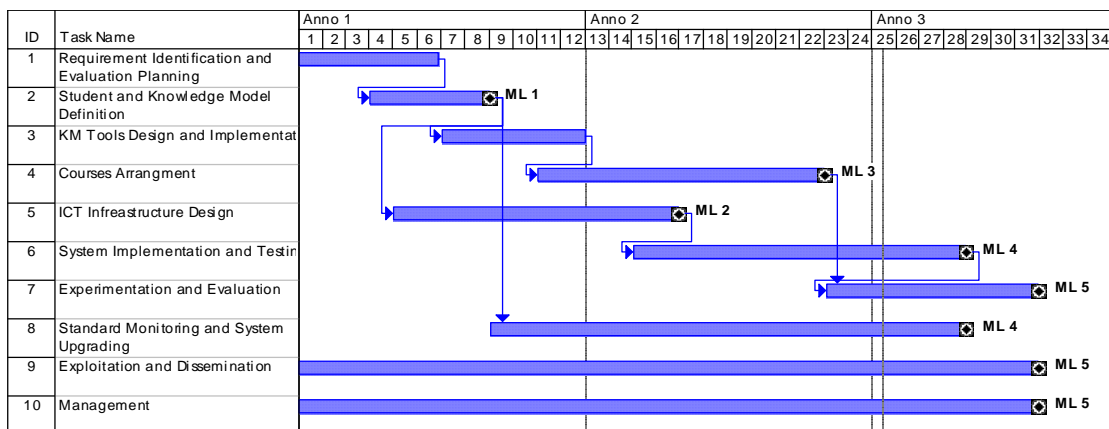 Anno 1 Anno 2 Anno 3
ID Task Name 1 2 3 4 5 6 7 8 9 10 11 12 13 14 15 16 17 18 19 20 21 22 23 24 25 26 27 28 29 30 31 32 33 34
1 Requirement Identification and
Evaluation Planning
2 Student and Knowledge Model
Definition
ML 1
3 KM Tools Design and Implementat
4 Courses Arrangment
ML 3
5 ICT Infreastructure Design
ML 2
6 System Implementation and Testin
ML 4
7 Experimentation and Evaluation
ML 5
8 Standard Monitoring and System
Upgrading
ML 4
9 Exploitation and Dissemination
ML 5
10 Management
ML 5